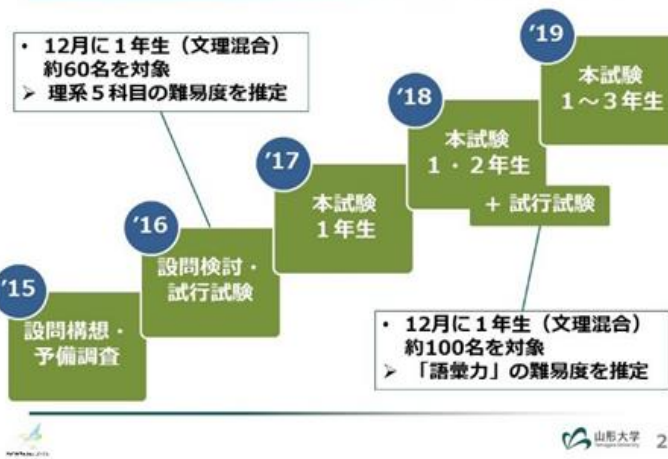 • 12月に１年生（文理混合）
約60名を対象
➢ 理系５科目の難易度を推定
’15
設問構想・
予備調査
’16
設問検討・
試行試験
’17
本試験
１年生
’18
本試験
１・２年生
＋ 試行試験
’19
本試験
１～３年生
• 12月に１年生（文理混合）
約100名を対象
➢ 「語彙力」の難易度を推定
山形大学
Yamagata University
2